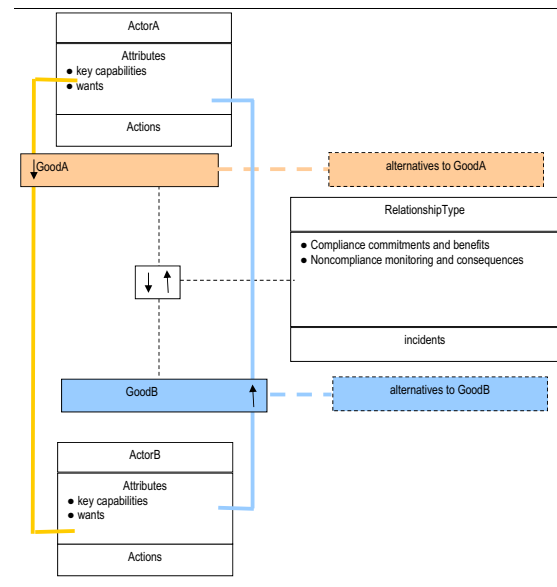 ActorA
Attributes
● key capabilities
● wants
Actions
GoodA
alternatives to GoodA
RelationshipType
● Compliance commitments and benefits
● Noncompliance monitoring and consequences
incidents
GoodB
alternatives to GoodB
ActorB
Attributes
● key capabilities
● wants
Actions